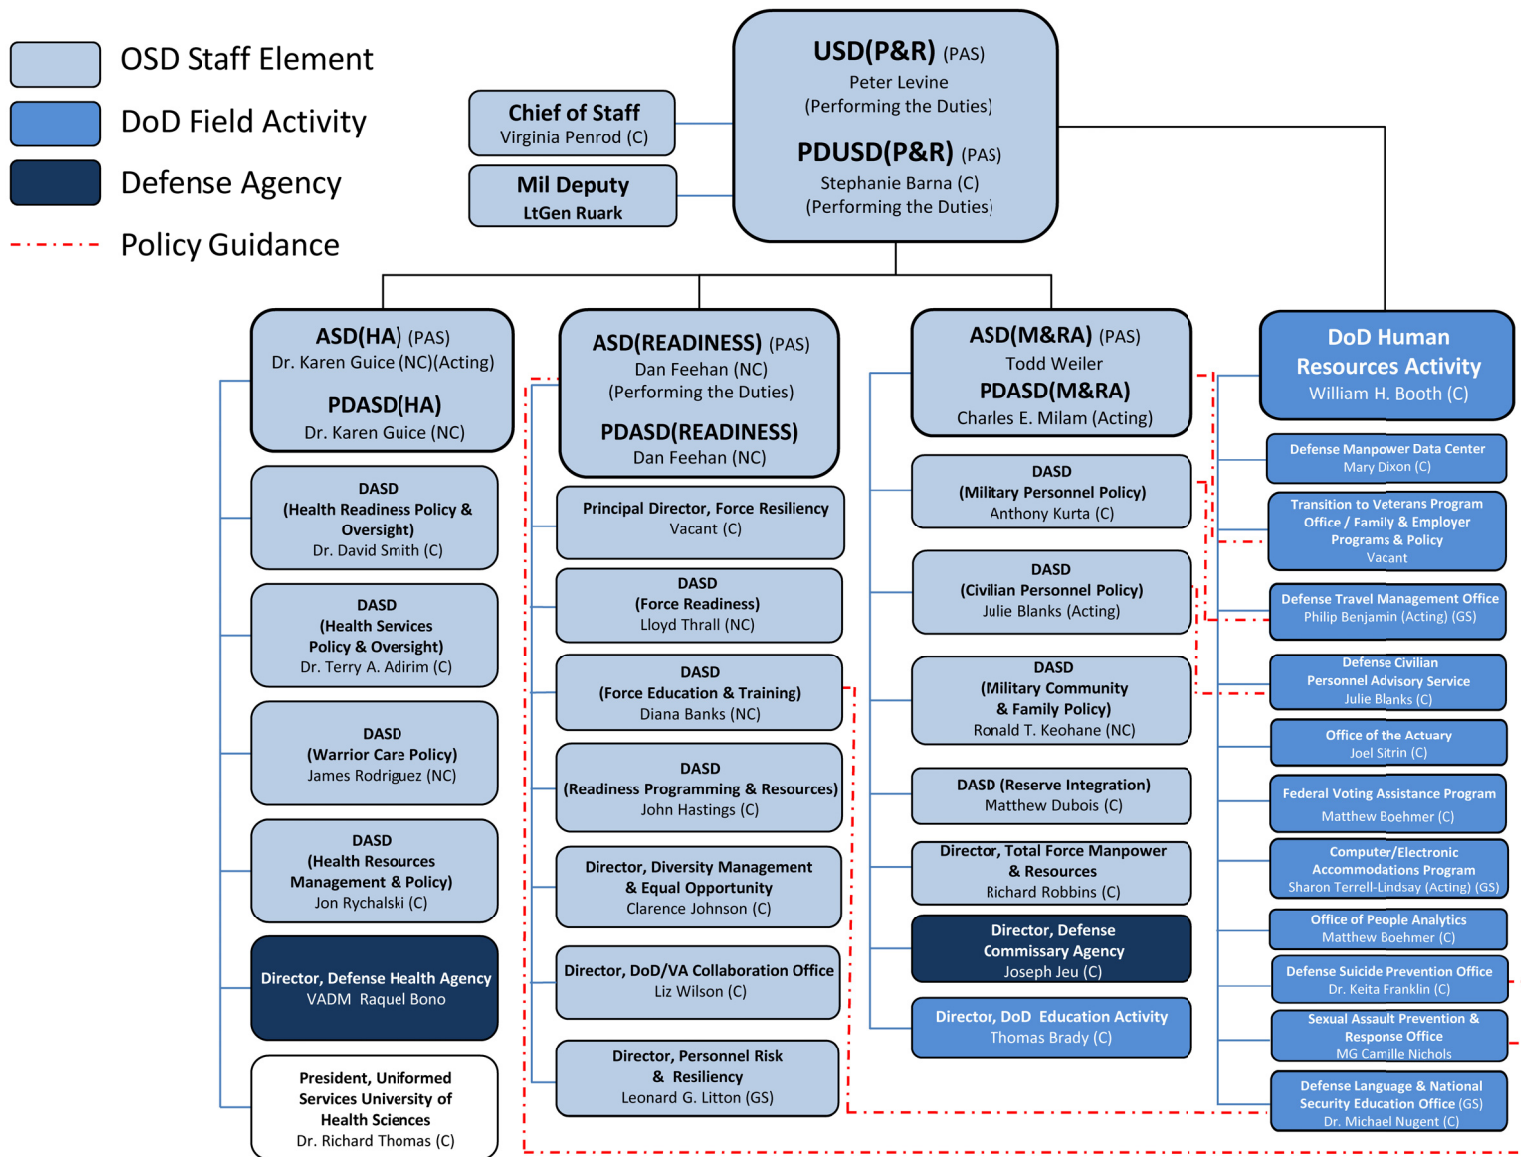 OSD Staff Element
DoD Field Activity
Defense Agency
Policy Guidance
USD(P&R) (PAS)
Peter Levine
(Performing the Duties)
PDUSD(P&R) (PAS)
Stephanie Barna (C)
(Performing the Duties)
Chief of Staff
Virginia Penrod (C)
Mil Deputy
LtGen Ruark
ASD(HA) (PAS)
Dr. Karen Guice (NC)(Acting)
PDASD(HA)
Dr. Karen Guice (NC)
DASD
(Health Readiness Policy &
Oversight)
Dr. David Smith (C)
DASD
(Health Services
Policy & Oversight)
Dr. Terry A. Adirim (C)
DASD
(Warrior Care Policy)
James Rodriguez (NC)
DASD
(Health Resources
Management & Policy)
Jon Rychalski (C)
Director, Defense Health Agency
VADM Raquel Bono
President, Uniformed
Services University of
Health Sciences
Dr. Richard Thomas (C)
ASD(READINESS) (PAS)
Dan Feehan (NC)
(Performing the Duties)
PDASD(READINESS)
Dan Feehan (NC)
Principal Director, Force Resiliency
Vacant (C)
DASD
(Force Readiness)
Lloyd Thrall (NC)
DASD
(Force Education & Training)
Diana Banks (NC)
DASD
(Readiness Programming & Resources)
John Hastings (C)
Director, Diversity Management
& Equal Opportunity
Clarence Johnson (C)
Director, DoD/VA Collaboration Office
Liz Wilson (C)
Director, Personnel Risk
& Resiliency
Leonard G. Litton (GS)
ASD(M&RA) (PAS)
Todd Weiler
PDASD(M&RA)
Charles E. Milam (Acting)
DASD
(Military Personnel Policy)
Anthony Kurta (C)
DASD
(Civilian Personnel Policy)
Julie Blanks (Acting)
DASD
(Military Community
& Family Policy)
Ronald T. Keohane (NC)
DASD (Reserve Integration)
Matthew Dubois (C)
Director, Total Force Manpower
& Resources
Richard Robbins (C)
Director, Defense
Commissary Agency
Joseph Jeu (C)
Director, DoD Education Activity
Thomas Brady (C)
DoD Human
Resources Activity
William H. Booth (C)
Defense Manpower Data Center
Mary Dixon (C)
Transition to Veterans Program
Office / Family & Employer
Programs & Policy
Vacant
Defense Travel Management Office
Philip Benjamin (Acting) (GS)
Defense Civilian
Personnel Advisory Service
Julie Blanks (C)
Office of the Actuary
Joel Sitrin (C)
Federal Voting Assistance Program
Matthew Boehmer (C)
Computer/Electronic
Accommodations Program
Sharon Terrell-Lindsay (Acting) (GS)
Office of People Analytics
Matthew Boehmer (C)
Defense Suicide Prevention Office
Dr. Keita Franklin (C)
Sexual Assault Prevention &
Response Office
MG Camille Nichols
Defense Language & National
Security Education Office (GS)
Dr. Michael Nugent (C)